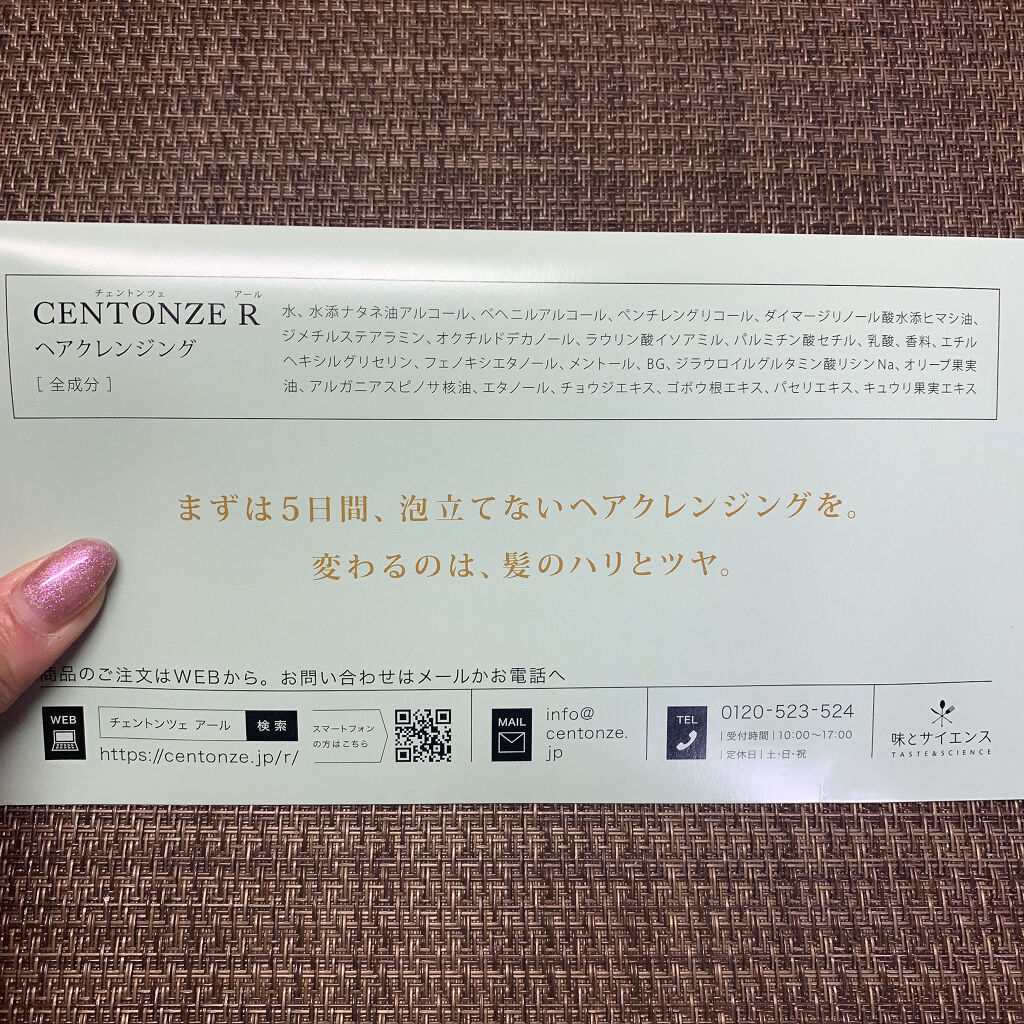 チェントンツェ アール
CENTONZE R
ヘアクレンジング
[ 全成分 ]
水、水添ナタネ油アルコール、ベヘニルアルコール、ペンチレングリコール、ダイマージリノール酸水添ヒマシ油、
ジメチルステアラミン、オクチルドデカノール、ラウリン酸イソアミル、パルミチン酸セチル、乳酸、香料、エチル
ヘキシルグリセリン、フェノキシエタノール、メントール、BG、ジラウロイルグルタミン酸リシンNa、オリーブ果実
油、アルガニアスピノサ核油、エタノール、チョウジエキス、ゴボウ根エキス、パセリエキス、キュウリ果実エキス
まずは5日間、泡立てないヘアクレンジングを。
変わるのは、髪のハリとツヤ。
商品のご注文はWEBから。お問い合わせはメールかお電話へ
WEB
チェントンツェ アール 検索
https://centonze.jp/r/
スマートフォン
の方はこちら
MAIL
info@
centonze.
jp
TEL
0120-523-524
|受付時間|10:00〜17:00
|定休日|土・日・祝
味とサイエンス
TASTE&SCIENCE